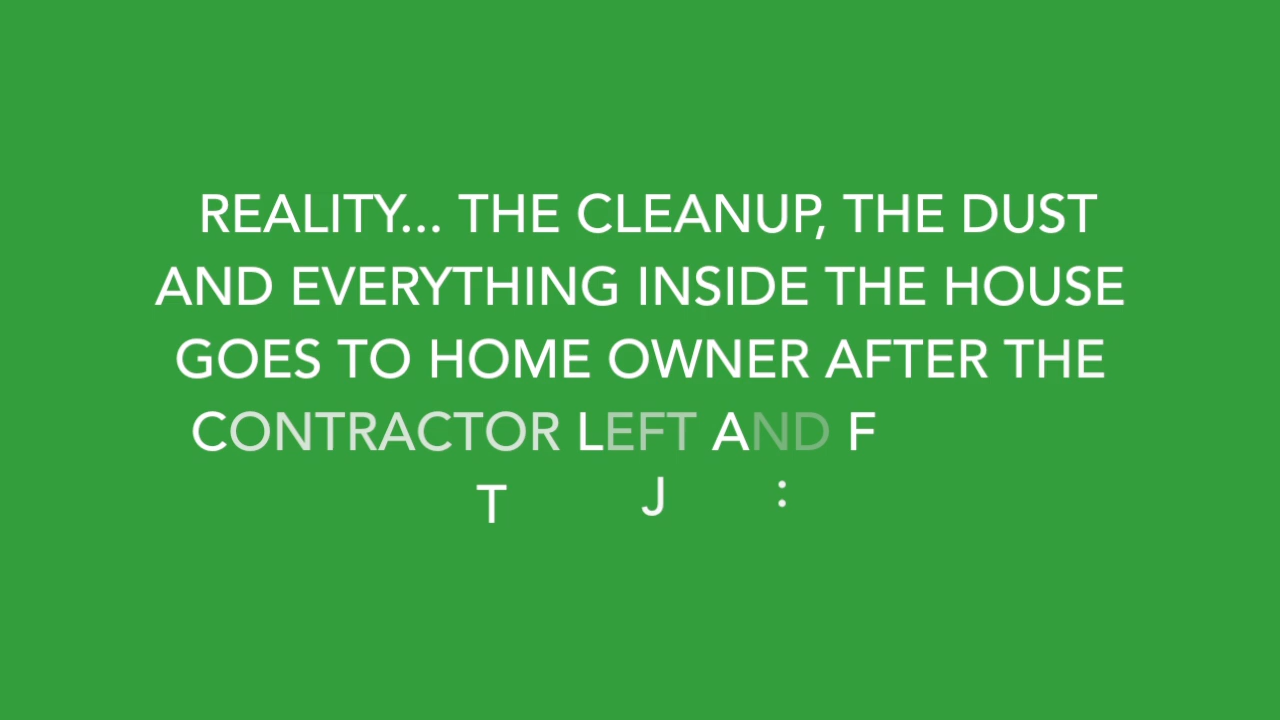 REALITY... THE CLEANUP, THE DUST
AND EVERYTHING INSIDE THE HOUSE
GOES TO HOME OWNER AFTER THE
CONTRACTOR LEFT AND F
T J :